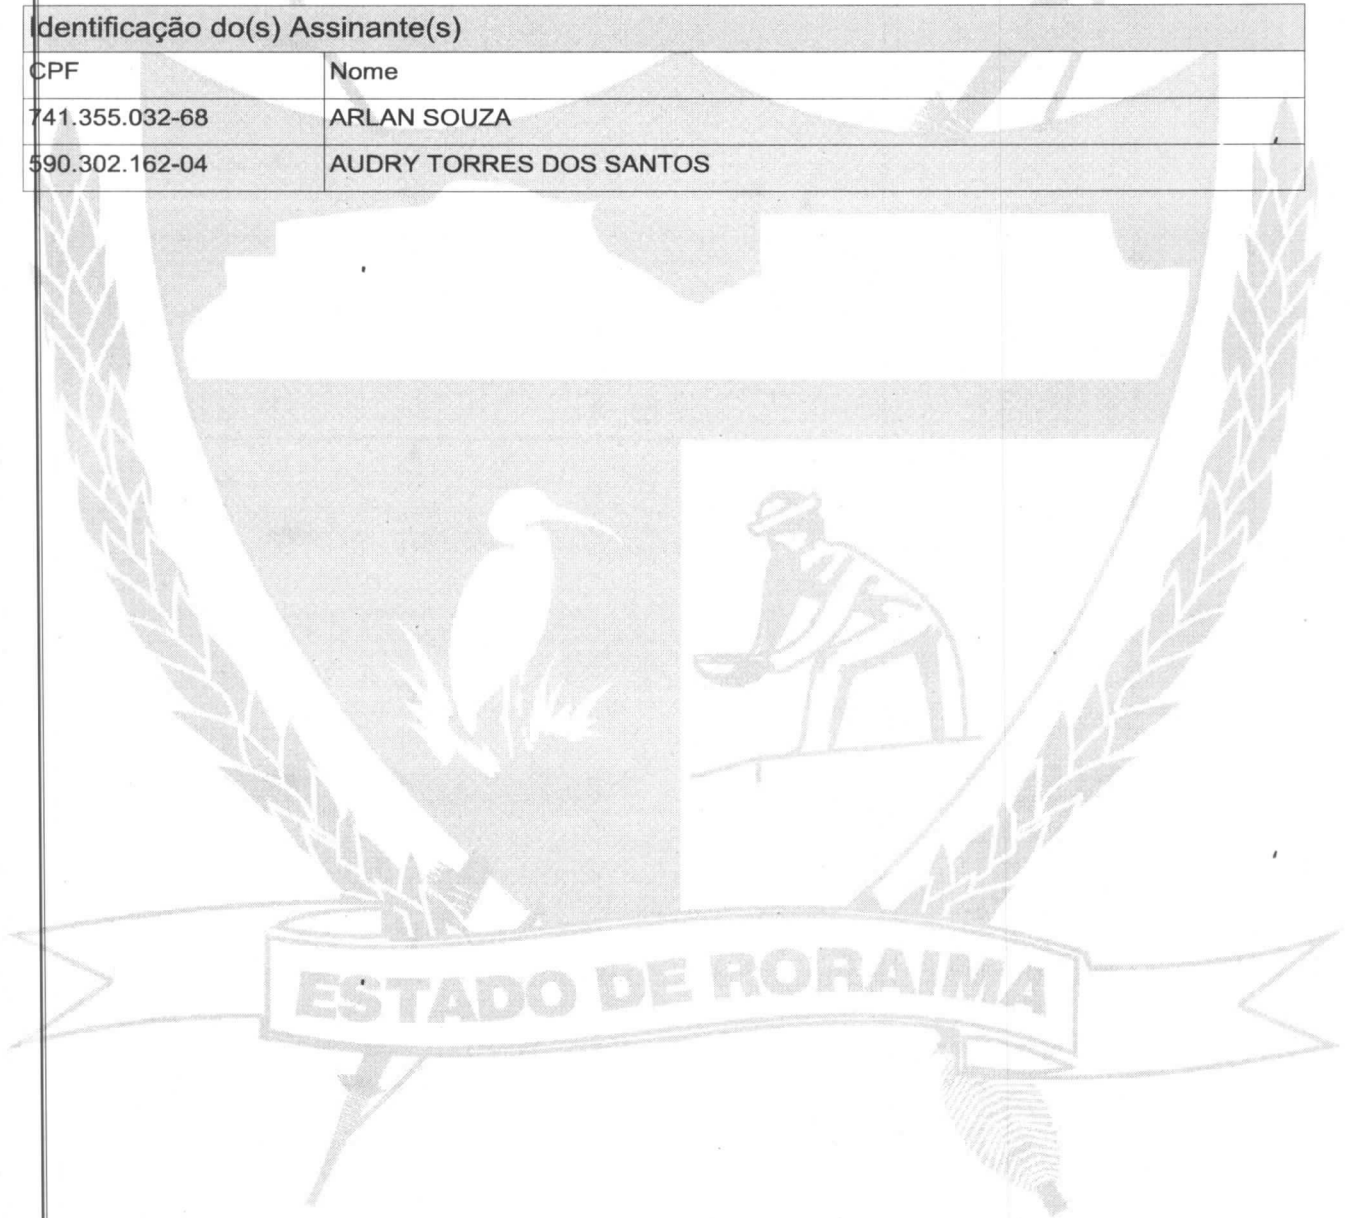 Identificação do(s) Assinante(s)
CPF Nome
741.355.032-68 ARLAN SOUZA
590.302.162-04 AUDRY TORRES DOS SANTOS
ESTADO DE RORAIMA